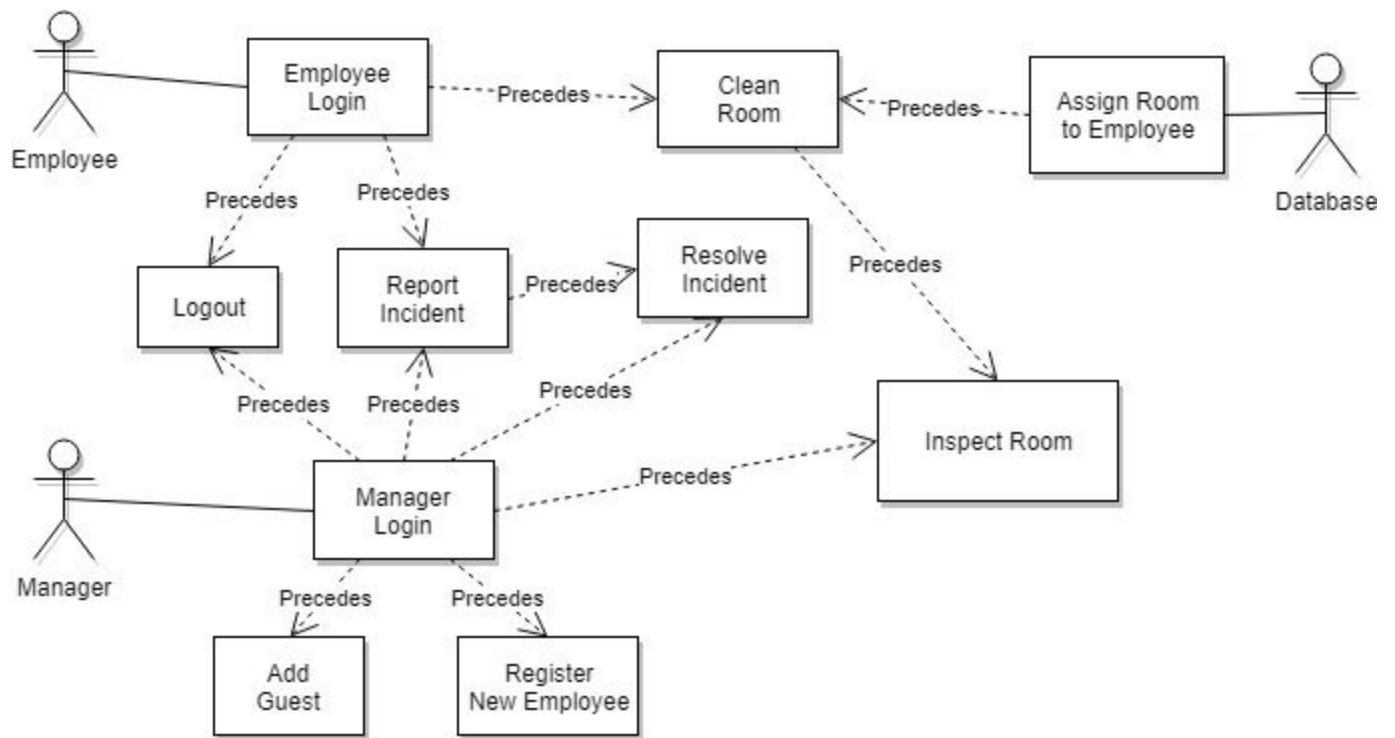 Employee
Login
Clean
Room
Assign Room
to Employee
Precedes
Precedes
Employee
Database
Precedes
Precedes
Resolve
Incident
Precedes
Report
Incident
Precedes
Logout
Precedes
Precedes
Precedes
Inspect Room
Precedes
Manager
Login
Manager
Precedes
Precedes
Add
Guest
Register
New Employee